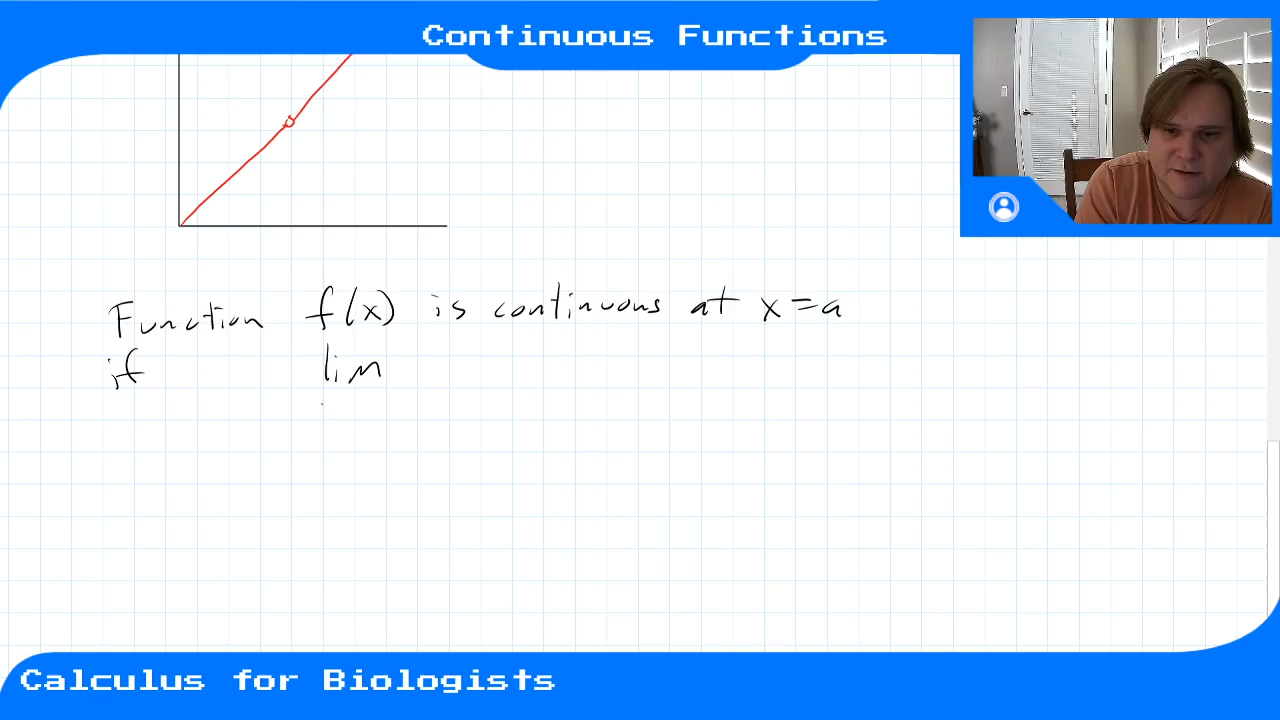 Continuous Functions
Function f(x) is continuous at x=a
if lim
Calculus for Biologists